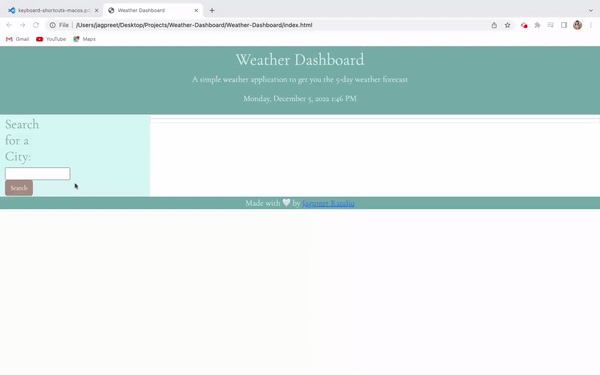 keyboard-shortcuts-macos.pd
Weather Dashboard
File
/Users/jagpreet/Desktop/Projects/Weather-Dashboard/Weather-Dashboard/index.html
Gmail
YouTube
Maps
Weather Dashboard
A simple weather application to get you the 5-day weather forecast
Monday, December 5, 2022 1:46 PM
Search
for a
City:
Search
Made with 🤍 by Jagpreet Kandhi